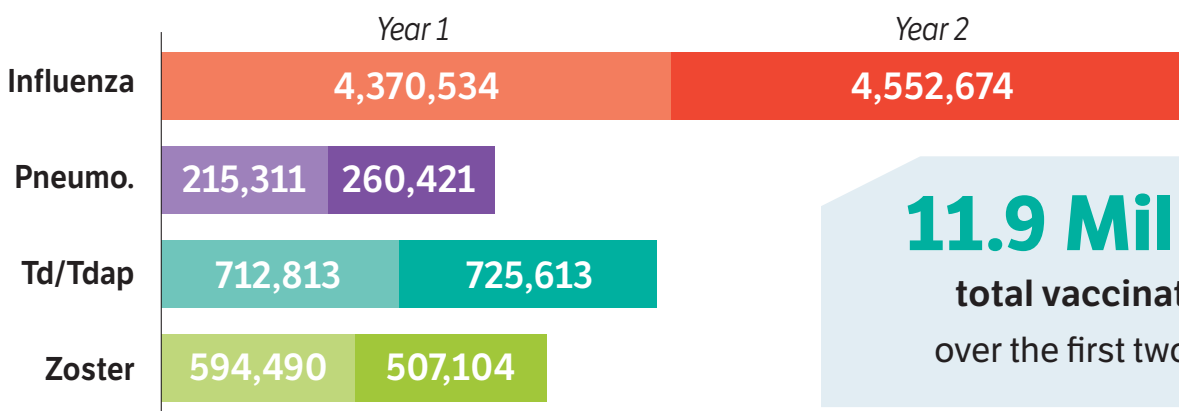 Year 1 Year 2
Influenza 4,370,534 4,552,674
Pneumo. 215,311 260,421
Td/Tdap 712,813 725,613
Zoster 594,490 507,104
11.9 Mil
total vaccinat
over the first two